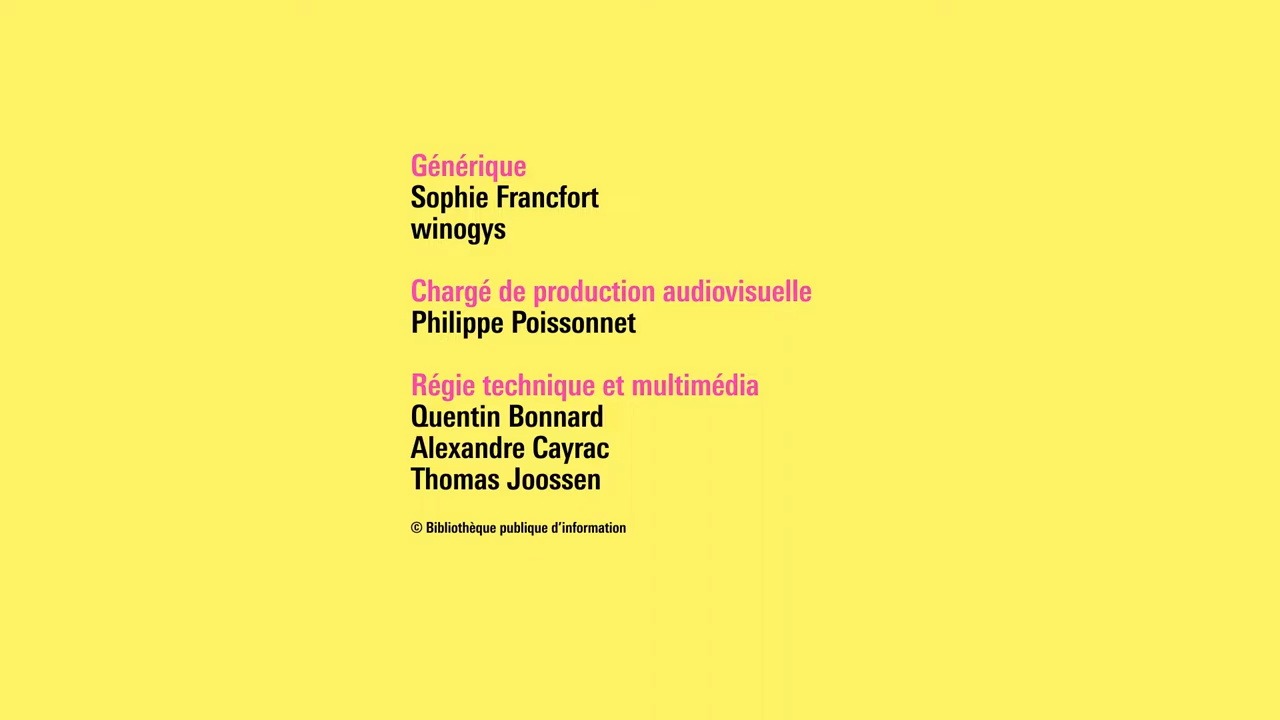 Générique
Sophie Francfort
winogys
Chargé de production audiovisuelle
Philippe Poissonnet
Régie technique et multimédia
Quentin Bonnard
Alexandre Cayrac
Thomas Joossen
© Bibliothèque publique d’information